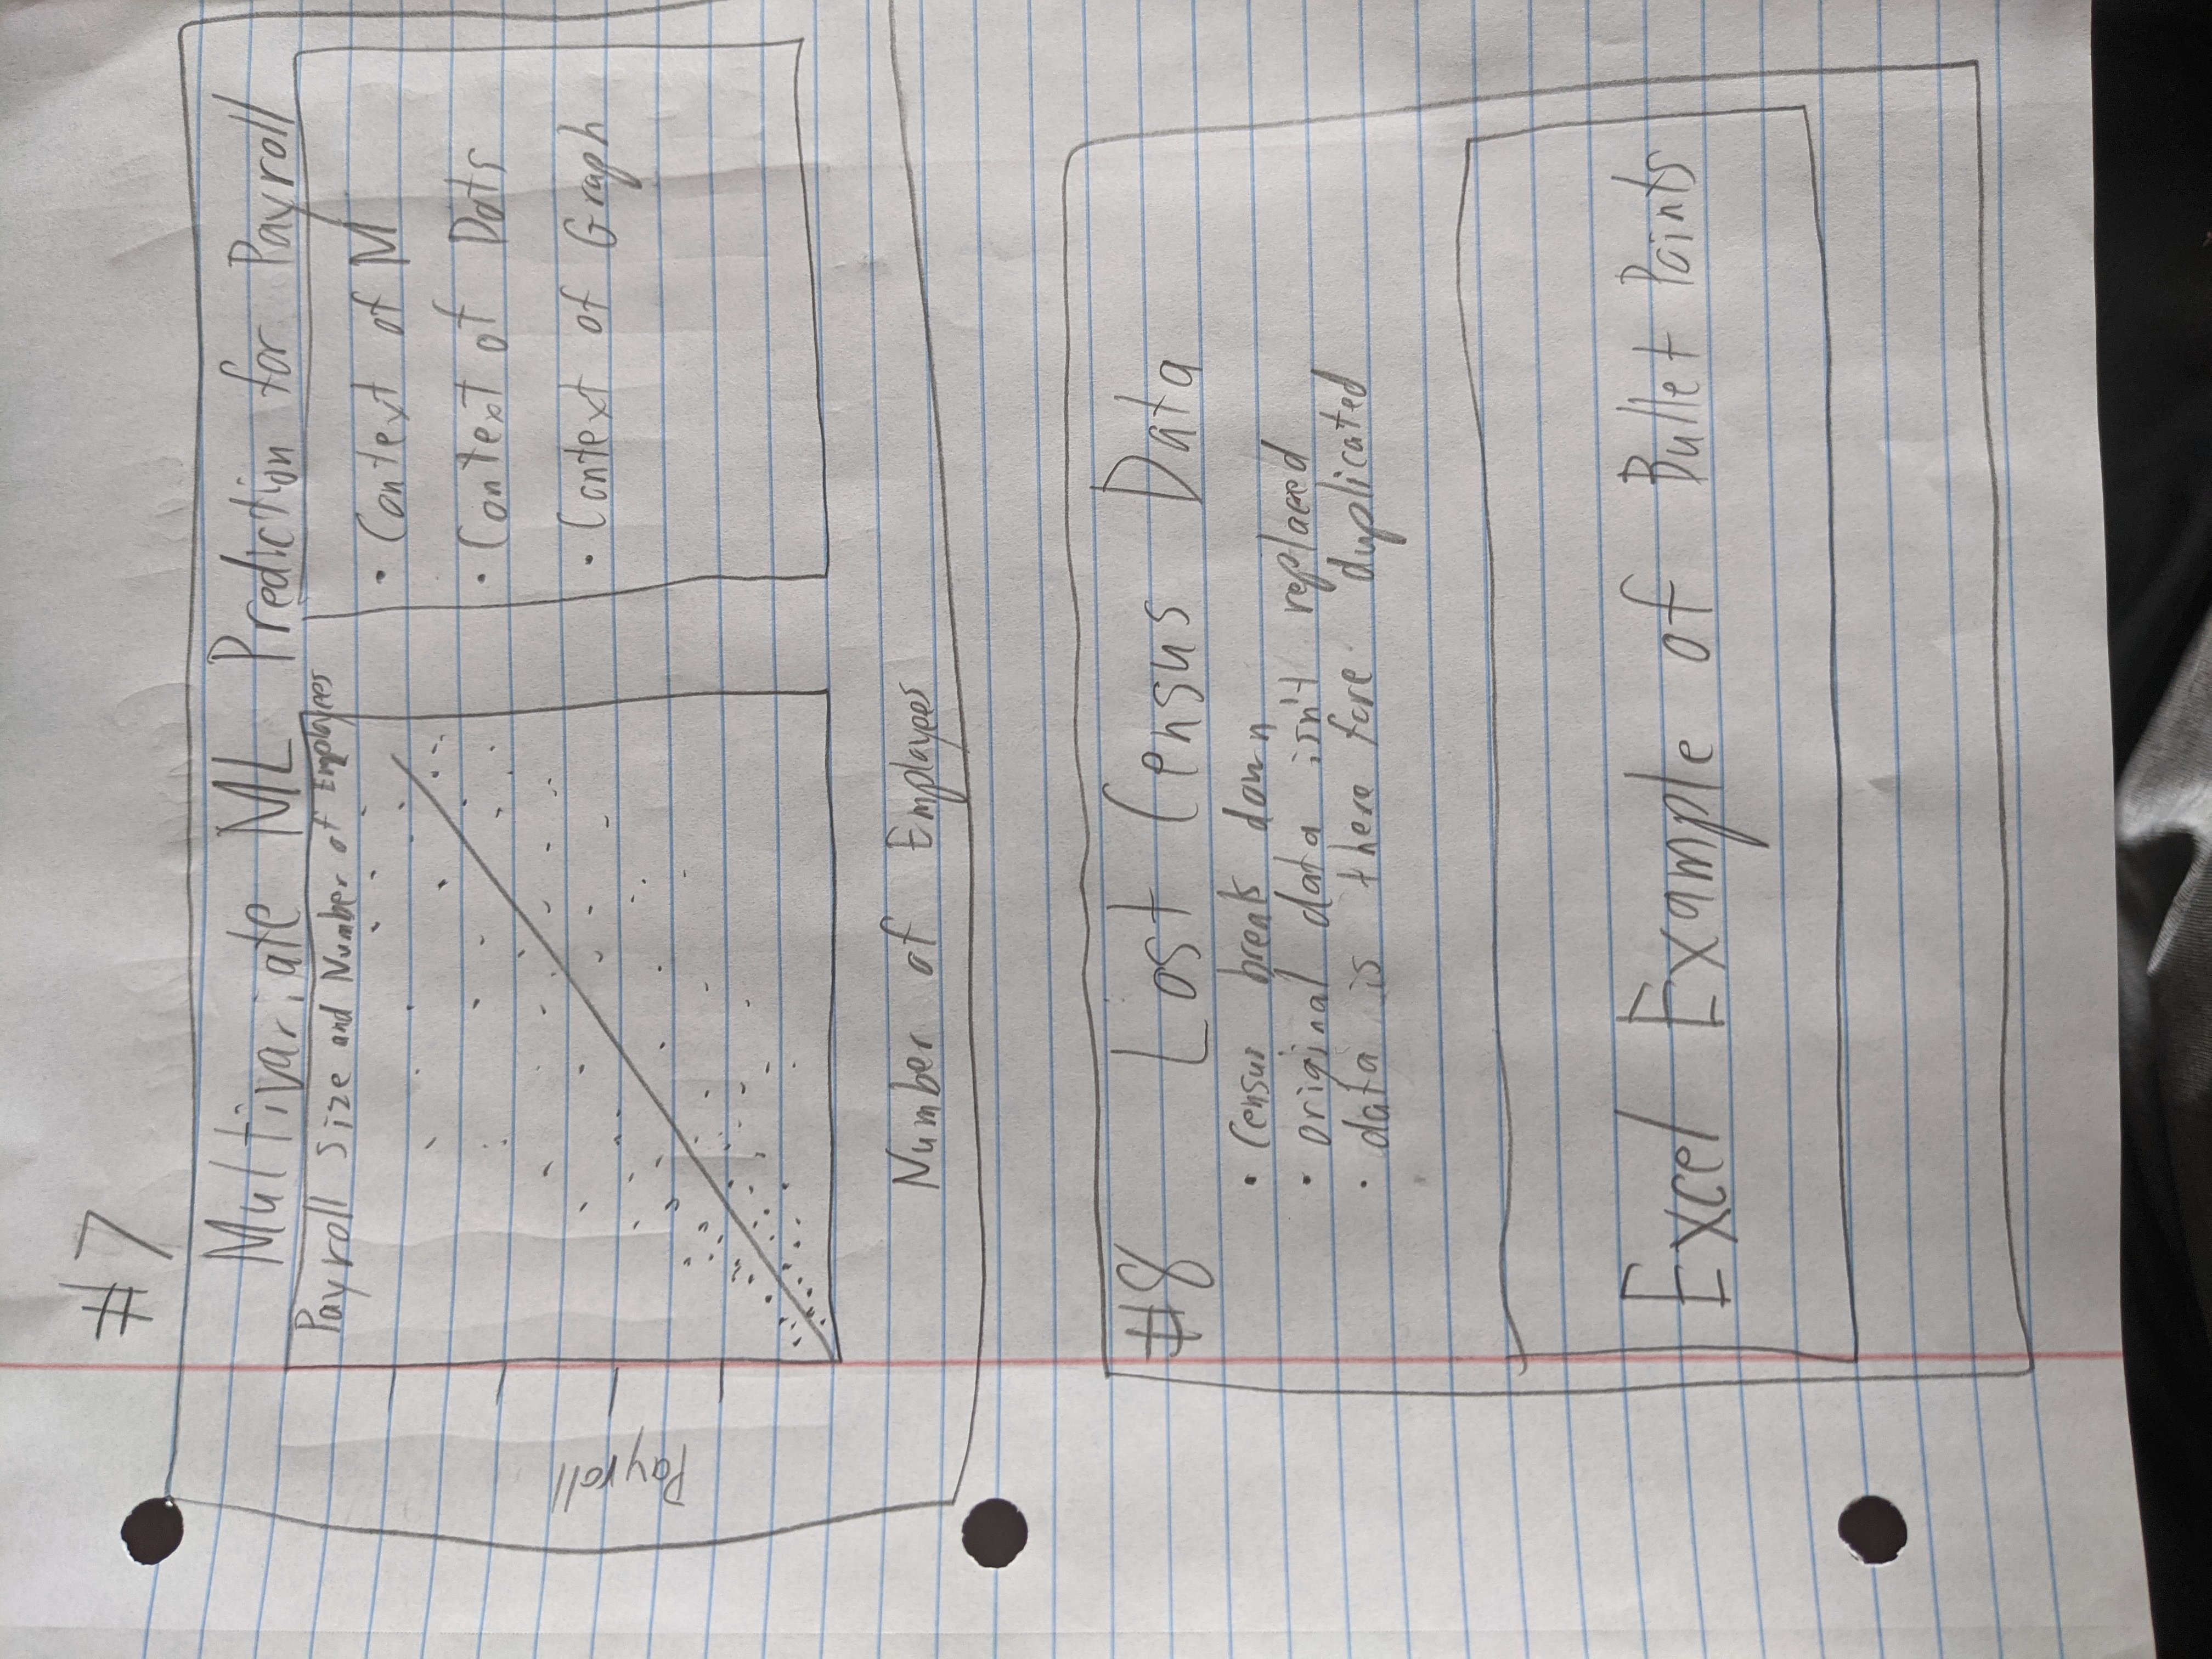 #7
Multivariate ML Prediction for Payroll
Payroll Size and Number of Employees
Payroll
Number of Employees
• Context of M
• Context of Dots
• Context of Graph
#8 Lost Census Data
• Census break down
• original data isn't replaced
• data is there fore duplicated
Excel Example of Bullet Points